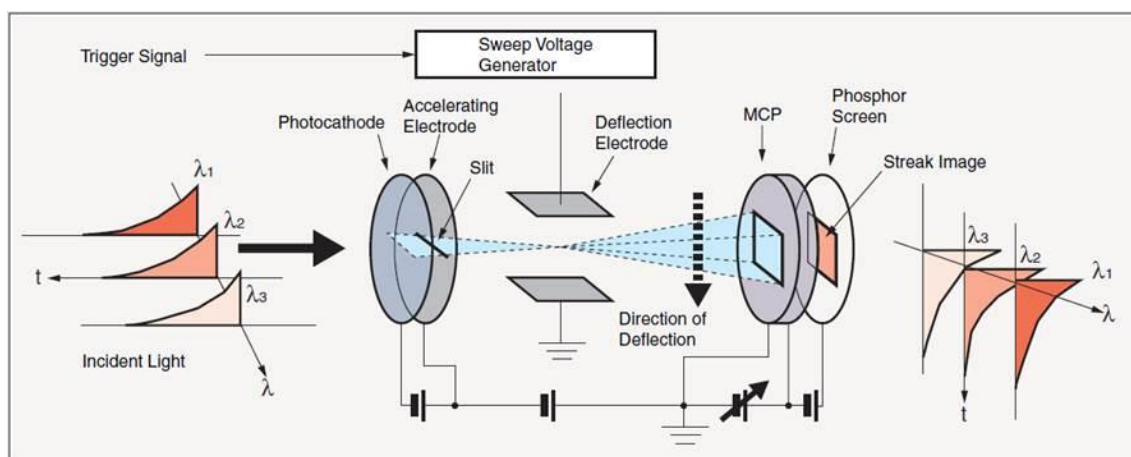 Trigger Signal
Sweep Voltage
Generator
Photocathode
Accelerating
Electrode
Slit
Deflection
Electrode
MCP
Phosphor
Screen
Streak Image
λ1
λ2
λ3
t
Incident Light
λ
Direction of
Deflection
λ3
λ2
λ1
λ
t